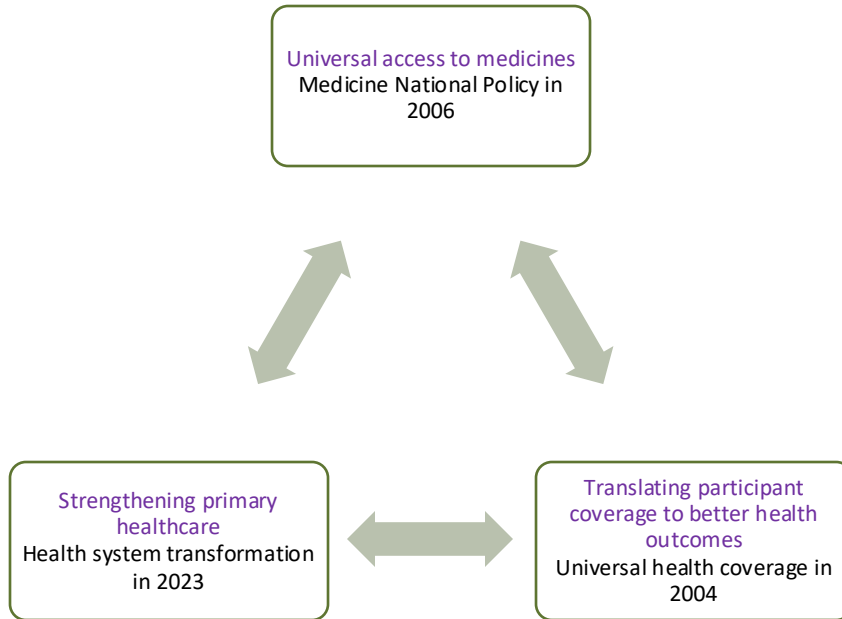 Universal access to medicines
Medicine National Policy in
2006
Strengthening primary
healthcare
Health system transformation
in 2023
Translating participant
coverage to better health
outcomes
Universal health coverage in
2004